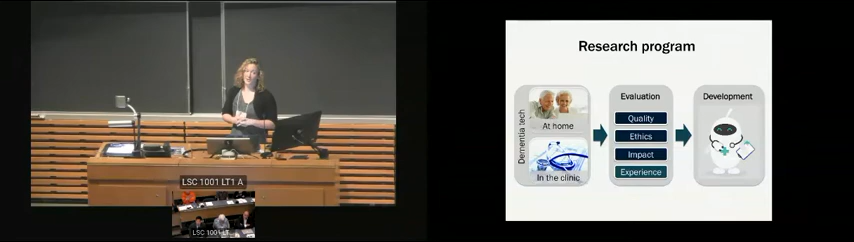 LSC 1001 LT1 A
LSC 1001 LT
Research program
Dementia tech
At home
In the clinic
Evaluation
Quality
Ethics
Impact
Experience
Development